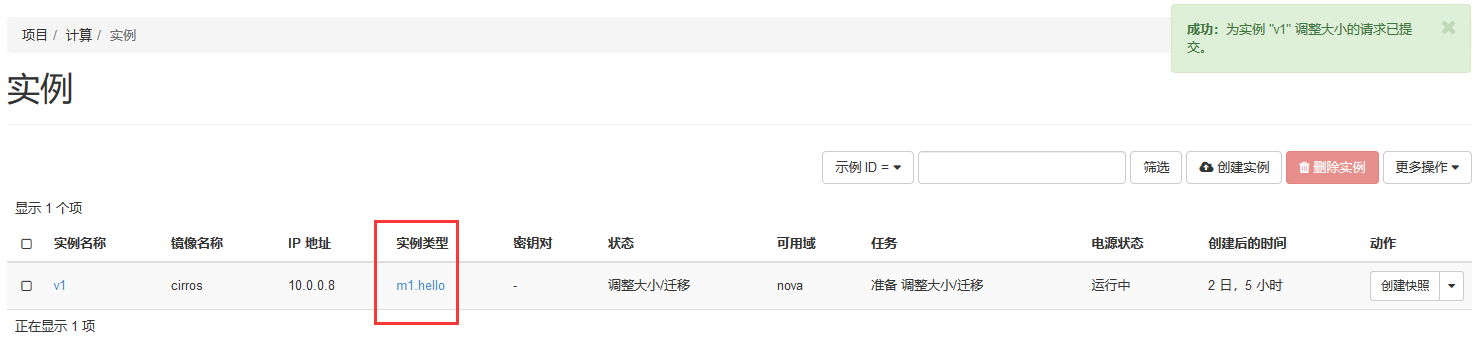 项目 / 计算 / 实例
成功：为实例 "v1" 调整大小的请求已提
交。
实例
示例 ID = 筛选 创建实例 删除实例 更多操作
显示 1 个项
实例名称 镜像名称 IP 地址 实例类型 密钥对 状态 可用域 任务 电源状态 创建后的时间 动作
v1 cirros 10.0.0.8 m1.hello - 调整大小/迁移 nova 准备 调整大小/迁移 运行中 2 日，5 小时 创建快照
正在显示 1 项